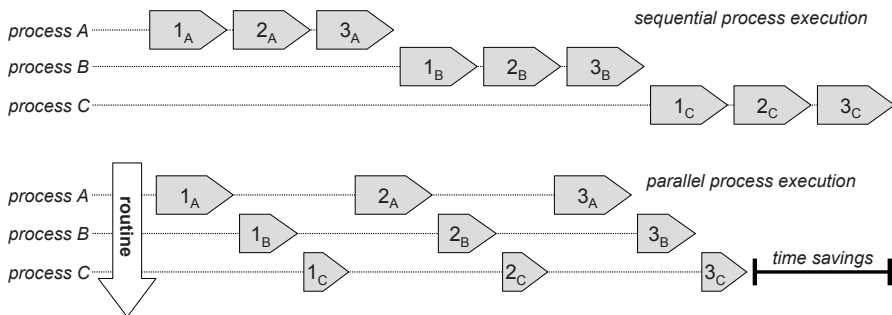 sequential process execution
process A 1A 2A 3A
process B 1B 2B 3B
process C 1C 2C 3C
routine
parallel process execution
process A 1A 2A 3A
process B 1B 2B 3B
process C 1C 2C 3C
time savings